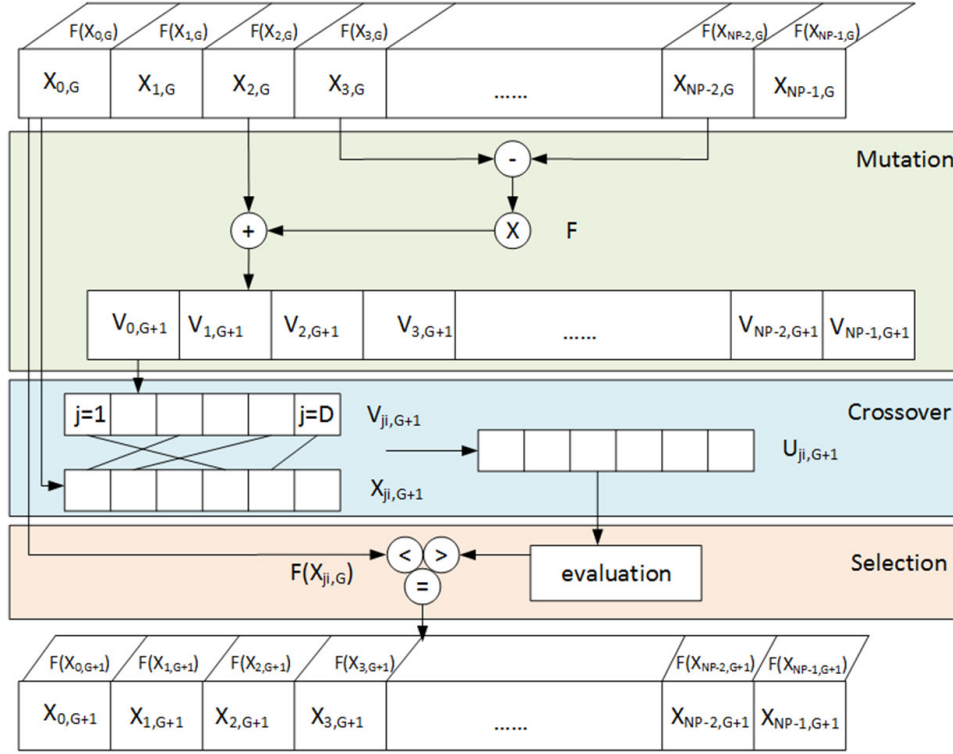 F(X0,G) F(X1,G) F(X2,G) F(X3,G) F(XNP-2,G) F(XNP-1,G)
X0,G X1,G X2,G X3,G ...... XNP-2,G XNP-1,G
Mutation
-
+ X F
V0,G+1 V1,G+1 V2,G+1 V3,G+1 ...... VNP-2,G+1 VNP-1,G+1
j=1 j=D Vji,G+1 Crossover
Uji,G+1
Xji,G+1
< > Selection
F(Xji,G) = evaluation
F(X0,G+1) F(X1,G+1) F(X2,G+1) F(X3,G+1) F(XNP-2,G+1) F(XNP-1,G+1)
X0,G+1 X1,G+1 X2,G+1 X3,G+1 ...... XNP-2,G+1 XNP-1,G+1